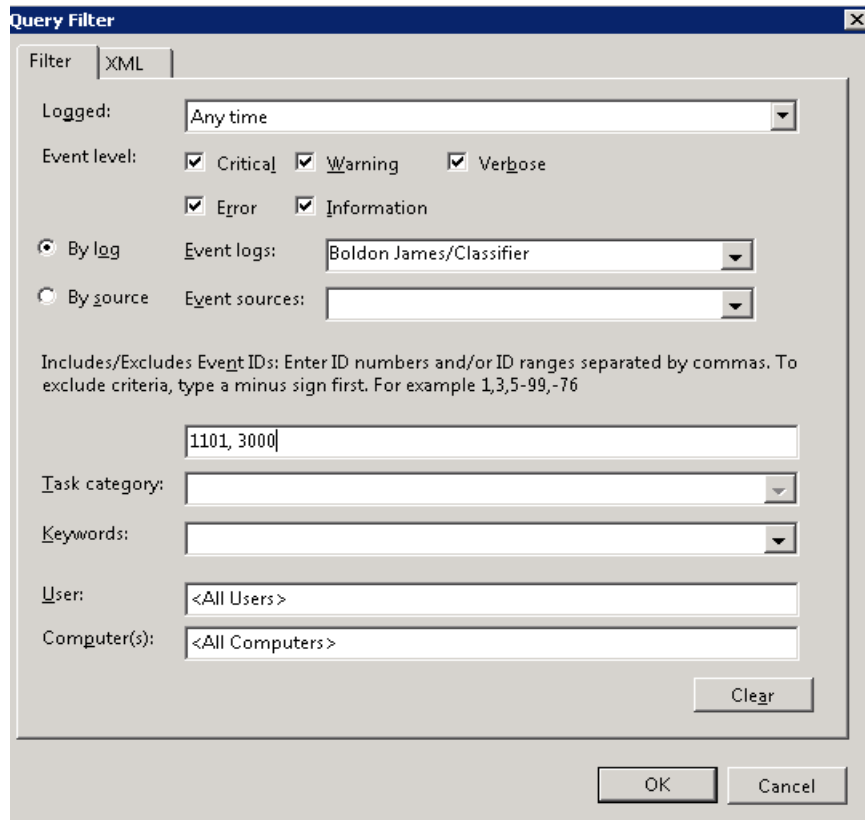 Query Filter
Filter XML
Logged: Any time
Event level: Critical Warning Verbose
Error Information
By log Event logs: Boldon James/Classifier
By source Event sources:
Includes/Excludes Event IDs: Enter ID numbers and/or ID ranges separated by commas. To
exclude criteria, type a minus sign first. For example 1,3,5-99,-76
1101, 3000
Task category:
Keywords:
User: <All Users>
Computer(s): <All Computers>
Clear
OK Cancel